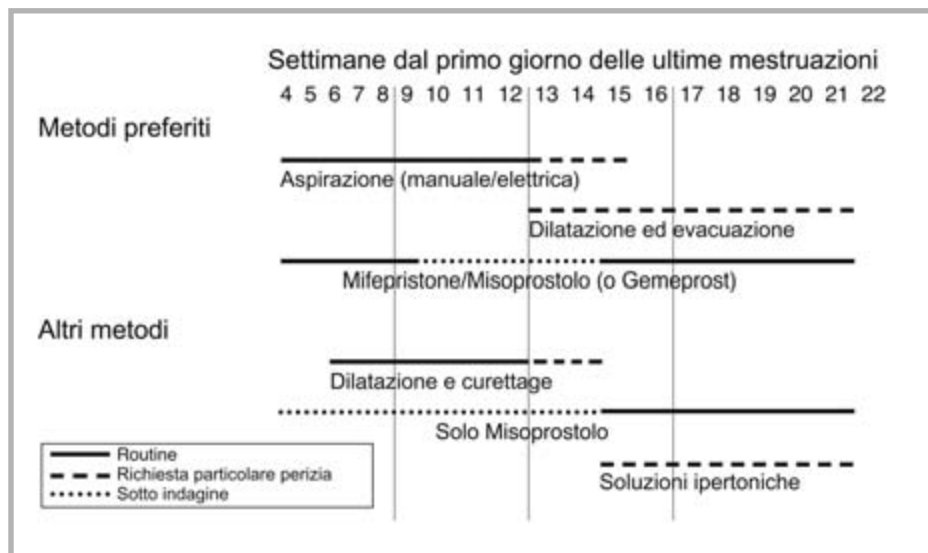 Settimane dal primo giorno delle ultime mestruazioni
4 5 6 7 8 9 10 11 12 13 14 15 16 17 18 19 20 21 22
Metodi preferiti
Aspirazione (manuale/elettrica)
Dilatazione ed evacuazione
Mifepristone/Misoprostolo (o Gemeprost)
Altri metodi
Dilatazione e curettage
Solo Misoprostolo
Soluzioni ipertoniche
Routine
Richiesta particolare perizia
Sotto indagine